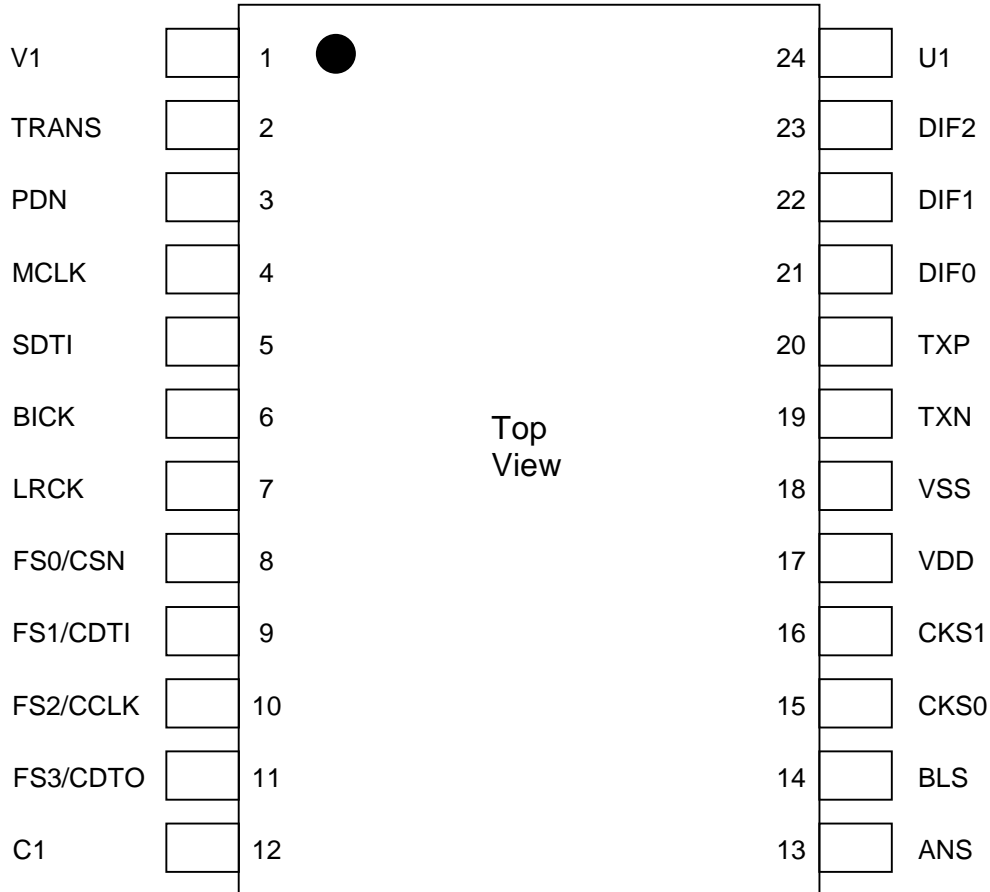 V1 1 24 U1
TRANS 2 23 DIF2
PDN 3 22 DIF1
MCLK 4 21 DIF0
SDTI 5 20 TXP
BICK 6 19 TXN
Top
View
LRCK 7 18 VSS
FS0/CSN 8 17 VDD
FS1/CDTI 9 16 CKS1
FS2/CCLK 10 15 CKS0
FS3/CDTO 11 14 BLS
C1 12 13 ANS